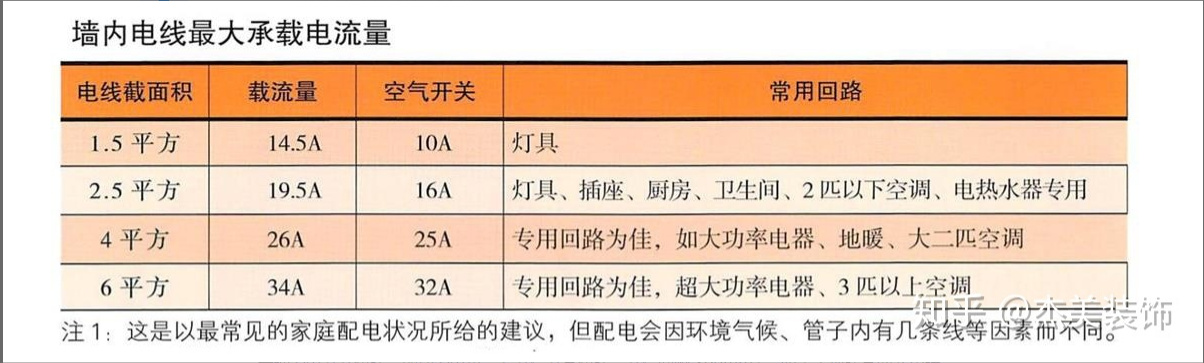 墙内电线最大承载电流量
电线截面积 载流量 空气开关 常用回路
1.5 平方 14.5A 10A 灯具
2.5 平方 19.5A 16A 灯具、插座、厨房、卫生间、2 匹以下空调、电热水器专用
4 平方 26A 25A 专用回路为佳，如大功率电器、地暖、大二匹空调
6 平方 34A 32A 专用回路为佳，超大功率电器、3 匹以上空调
注 1：这是以最常见的家庭配电状况所给的建议，但配电会因环境气候、管子内有几条线等因素而不同。
知乎 @杰美装饰